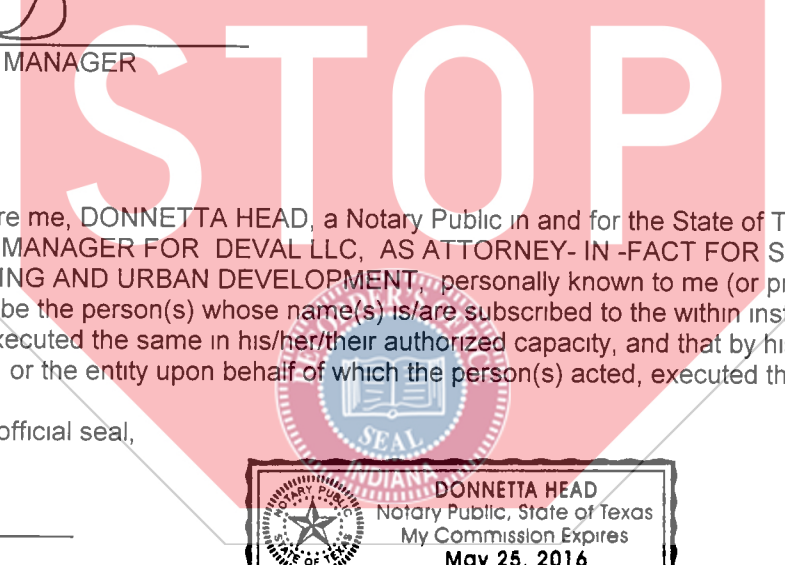 STOP
MANAGER
re me, DONNETTA HEAD, a Notary Public in and for the State of T
MANAGER FOR DEVAL LLC, AS ATTORNEY- IN -FACT FOR S
ING AND URBAN DEVELOPMENT, personally known to me (or pr
be the person(s) whose name(s) is/are subscribed to the within inst
ecuted the same in his/her/their authorized capacity, and that by his
or the entity upon behalf of which the person(s) acted, executed th
official seal,
SEAL
INDIANA
NOTARY PUBLIC
STATE OF TEXAS
DONNETTA HEAD
Notary Public, State of Texas
My Commission Expires
May 25, 2016